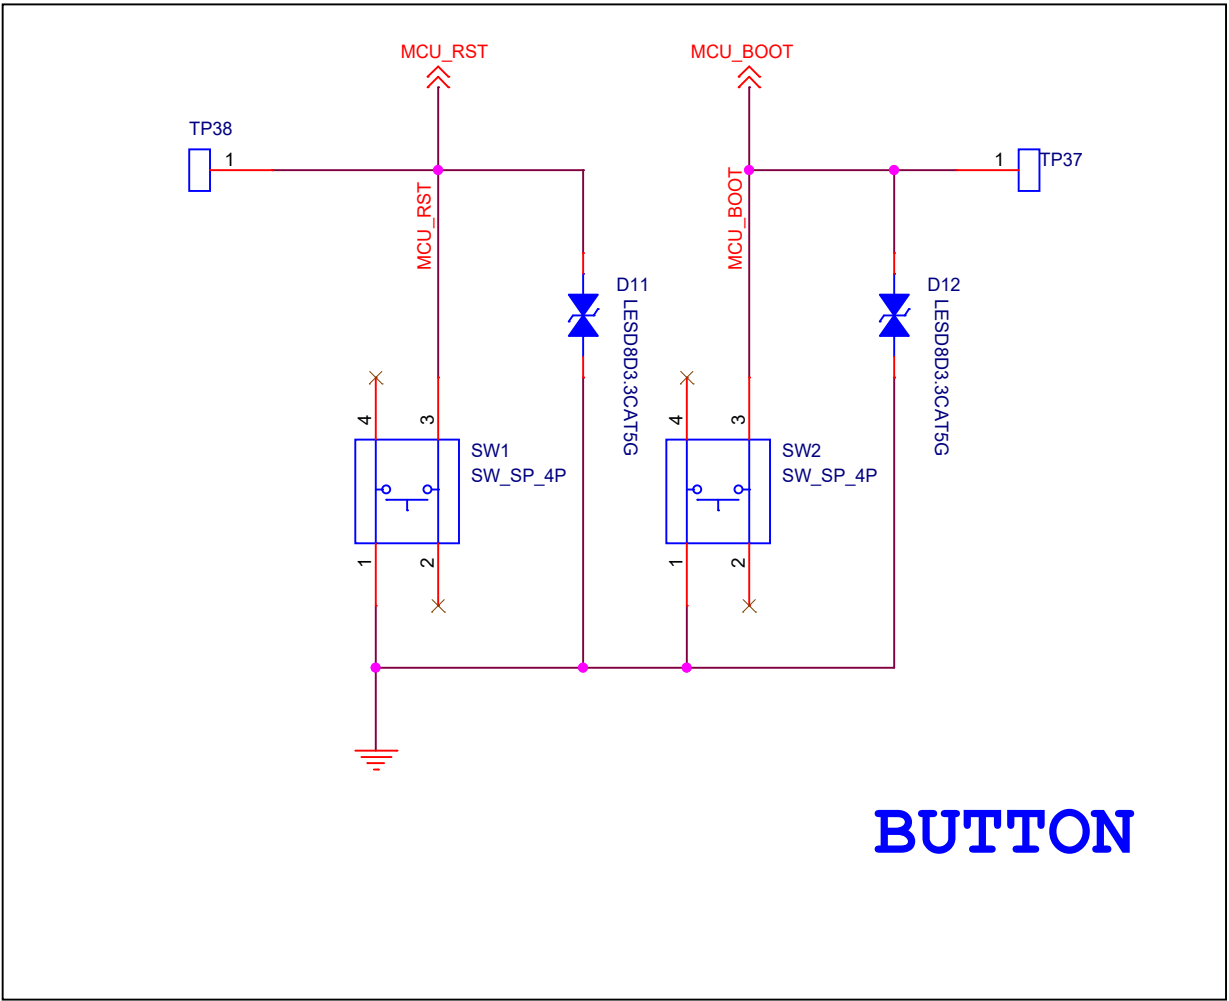 MCU_RST
MCU_BOOT
TP38
1
1
TP37
MCU_RST
MCU_BOOT
D11
LESD8D3.3CAT5G
D12
LESD8D3.3CAT5G
4
3
SW1
SW_SP_4P
4
3
SW2
SW_SP_4P
1
2
1
2
BUTTON